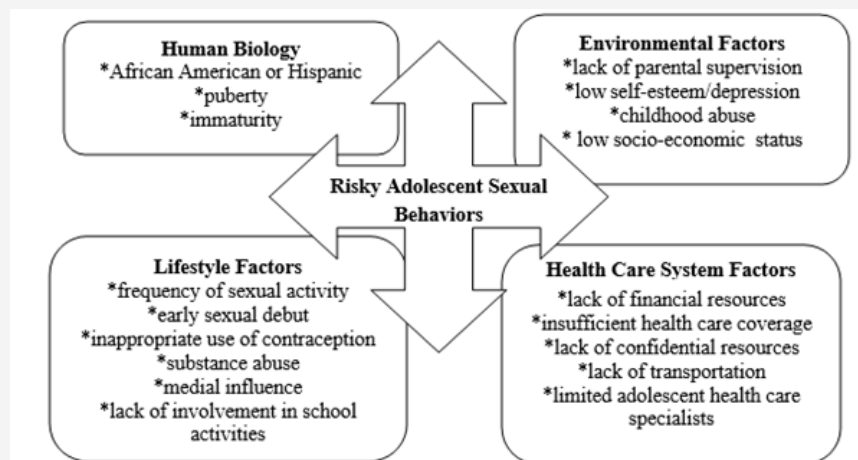 Human Biology
*African American or Hispanic
*puberty
*immaturity
Environmental Factors
*lack of parental supervision
*low self-esteem/depression
*childhood abuse
* low socio-economic status
Risky Adolescent Sexual
Behaviors
Lifestyle Factors
*frequency of sexual activity
*early sexual debut
*inappropriate use of contraception
*substance abuse
*medial influence
*lack of involvement in school
activities
Health Care System Factors
*lack of financial resources
*insufficient health care coverage
*lack of confidential resources
*lack of transportation
*limited adolescent health care
specialists